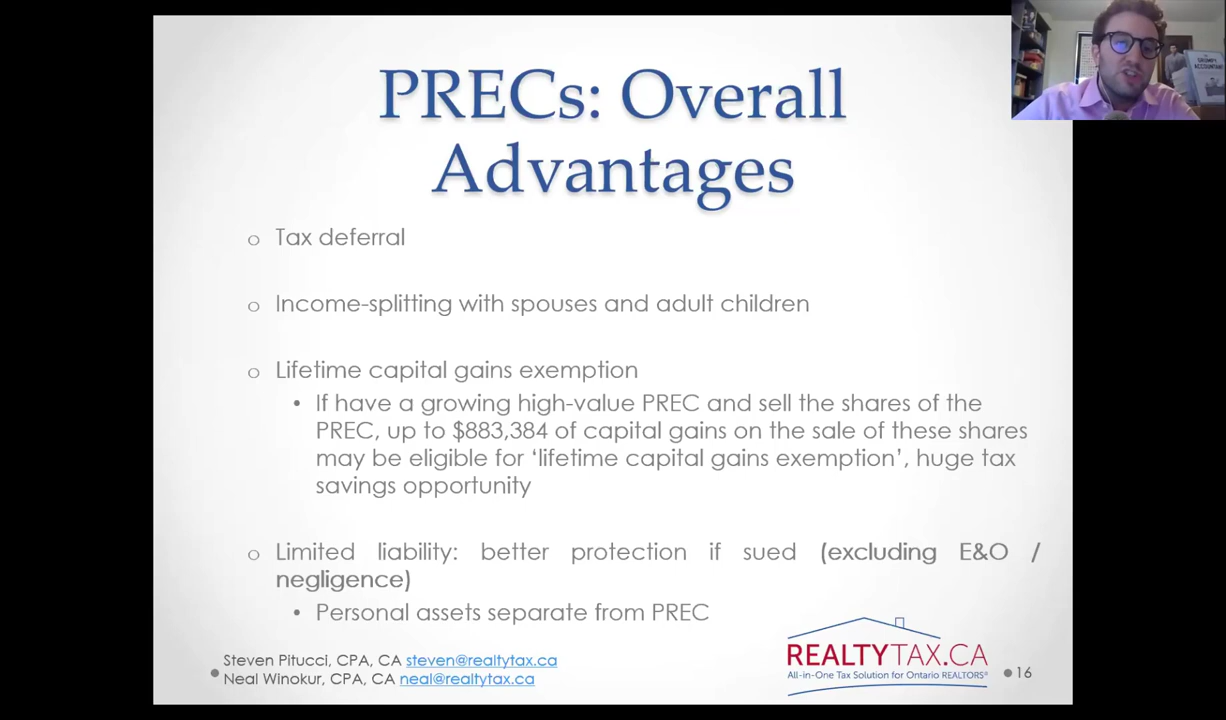 PRECs: Overall
Advantages
o Tax deferral
o Income-splitting with spouses and adult children
o Lifetime capital gains exemption
• If have a growing high-value PREC and sell the shares of the
PREC, up to $883,384 of capital gains on the sale of these shares
may be eligible for ‘lifetime capital gains exemption’, huge tax
savings opportunity
o Limited liability: better protection if sued (excluding E&O /
negligence)
• Personal assets separate from PREC
• Steven Pitucci, CPA, CA steven@realtytax.ca
Neal Winokur, CPA, CA neal@realtytax.ca
REALTYTAX.CA
All-in-One Tax Solution for Ontario REALTORS®
• 16
GRUMPY
ACCOUNTANT